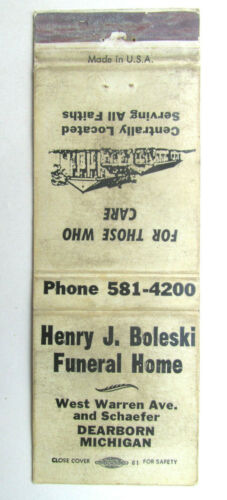 Made in U.S.A.
FOR THOSE WHO
CARE
Centrally Located
Serving All Faiths
Phone 581-4200
Henry J. Boleski
Funeral Home
West Warren Ave.
and Schaefer
DEARBORN
MICHIGAN
CLOSE COVER 61 FOR SAFETY